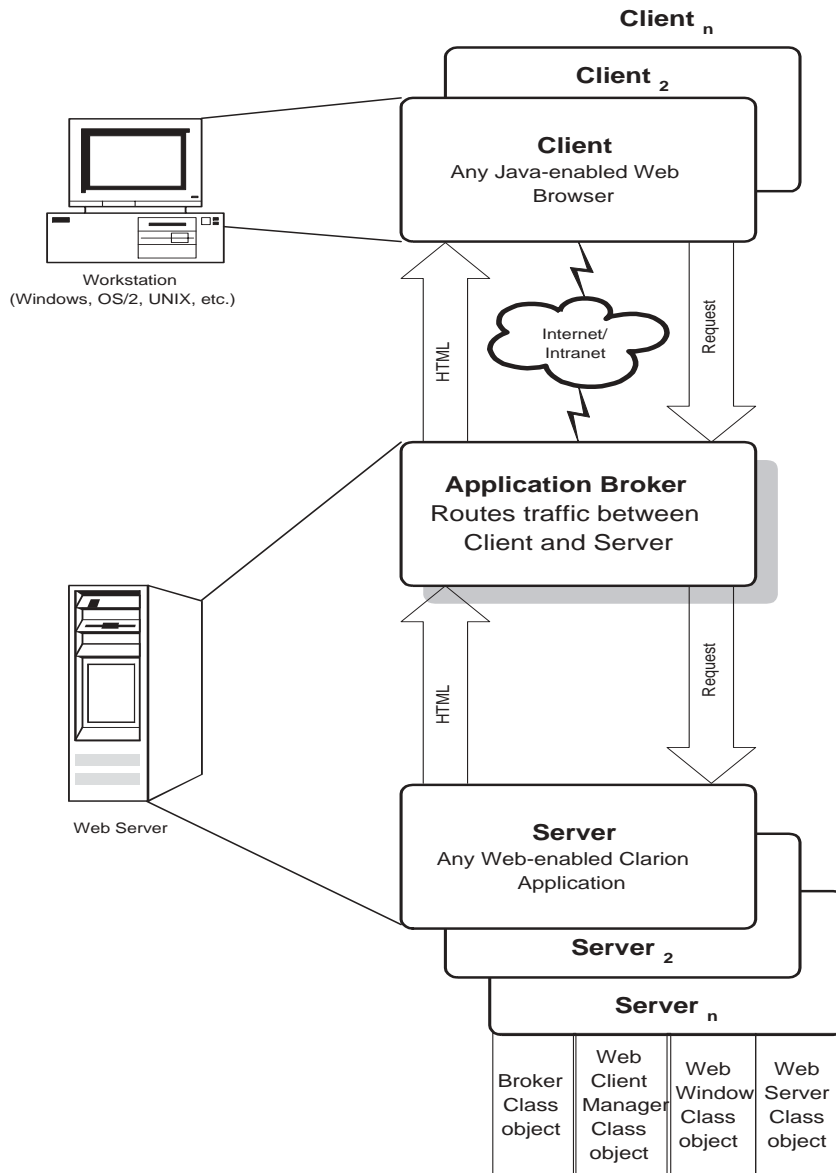 Client n
Client 2
Client
Any Java-enabled Web
Browser
Workstation
(Windows, OS/2, UNIX, etc.)
HTML
Internet/
Intranet
Request
Application Broker
Routes traffic between
Client and Server
HTML
Request
Web Server
Server
Any Web-enabled Clarion
Application
Server 2
Server n
Broker
Class
object
Web
Client
Manager
Class
object
Web
Window
Class
object
Web
Server
Class
object